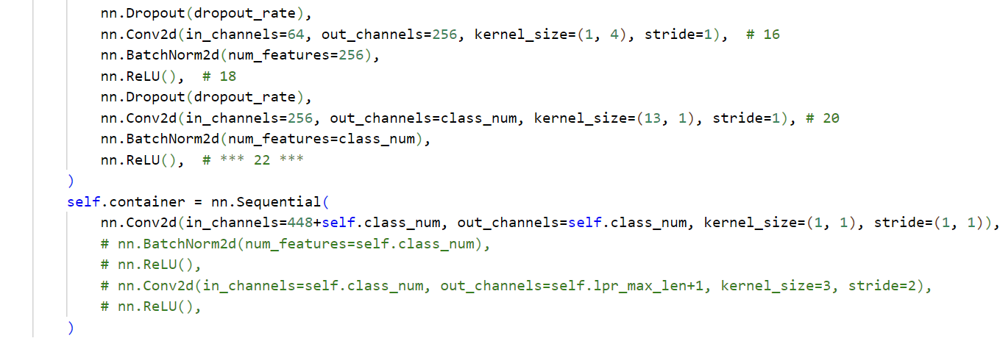 nn.Dropout(dropout_rate),
nn.Conv2d(in_channels=64, out_channels=256, kernel_size=(1, 4), stride=1),  # 16
nn.BatchNorm2d(num_features=256),
nn.ReLU(),  # 18
nn.Dropout(dropout_rate),
nn.Conv2d(in_channels=256, out_channels=class_num, kernel_size=(13, 1), stride=1), # 20
nn.BatchNorm2d(num_features=class_num),
nn.ReLU(),  # *** 22 ***
)
self.container = nn.Sequential(
nn.Conv2d(in_channels=448+self.class_num, out_channels=self.class_num, kernel_size=(1, 1), stride=(1, 1)),
# nn.BatchNorm2d(num_features=self.class_num),
# nn.ReLU(),
# nn.Conv2d(in_channels=self.class_num, out_channels=self.lpr_max_len+1, kernel_size=3, stride=2),
# nn.ReLU(),
)